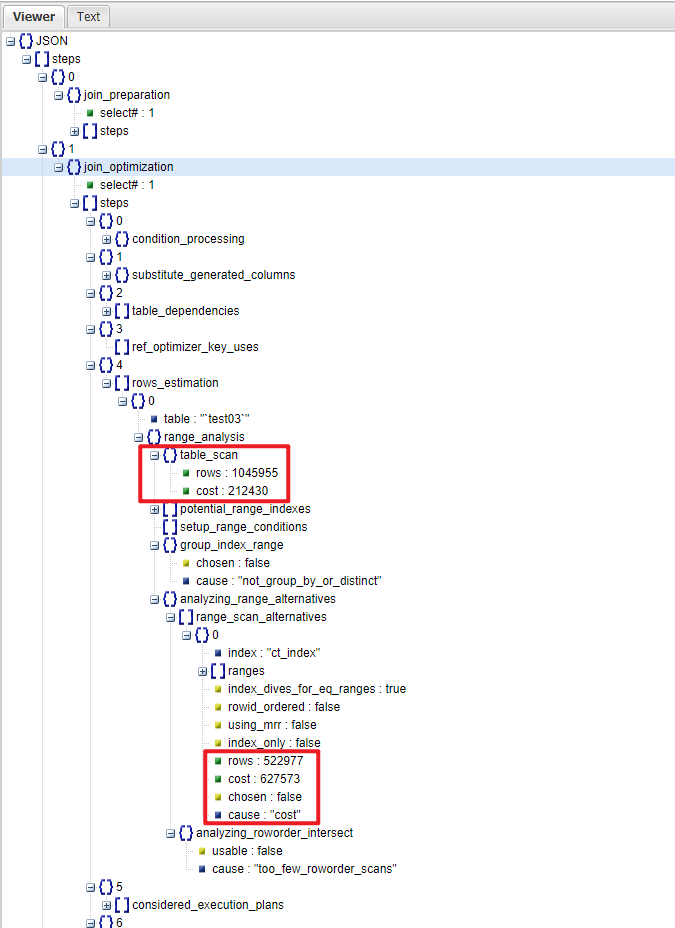 Viewer Text
JSON
steps
0
join_preparation
select# : 1
steps
1
join_optimization
select# : 1
steps
0
condition_processing
1
substitute_generated_columns
2
table_dependencies
3
ref_optimizer_key_uses
4
rows_estimation
0
table : "`test03`"
range_analysis
table_scan
rows : 1045955
cost : 212430
potential_range_indexes
setup_range_conditions
group_index_range
chosen : false
cause : "not_group_by_or_distinct"
analyzing_range_alternatives
range_scan_alternatives
0
index : "ct_index"
ranges
index_dives_for_eq_ranges : true
rowid_ordered : false
using_mrr : false
index_only : false
rows : 522977
cost : 627573
chosen : false
cause : "cost"
analyzing_roworder_intersect
usable : false
cause : "too_few_roworder_scans"
5
considered_execution_plans
6